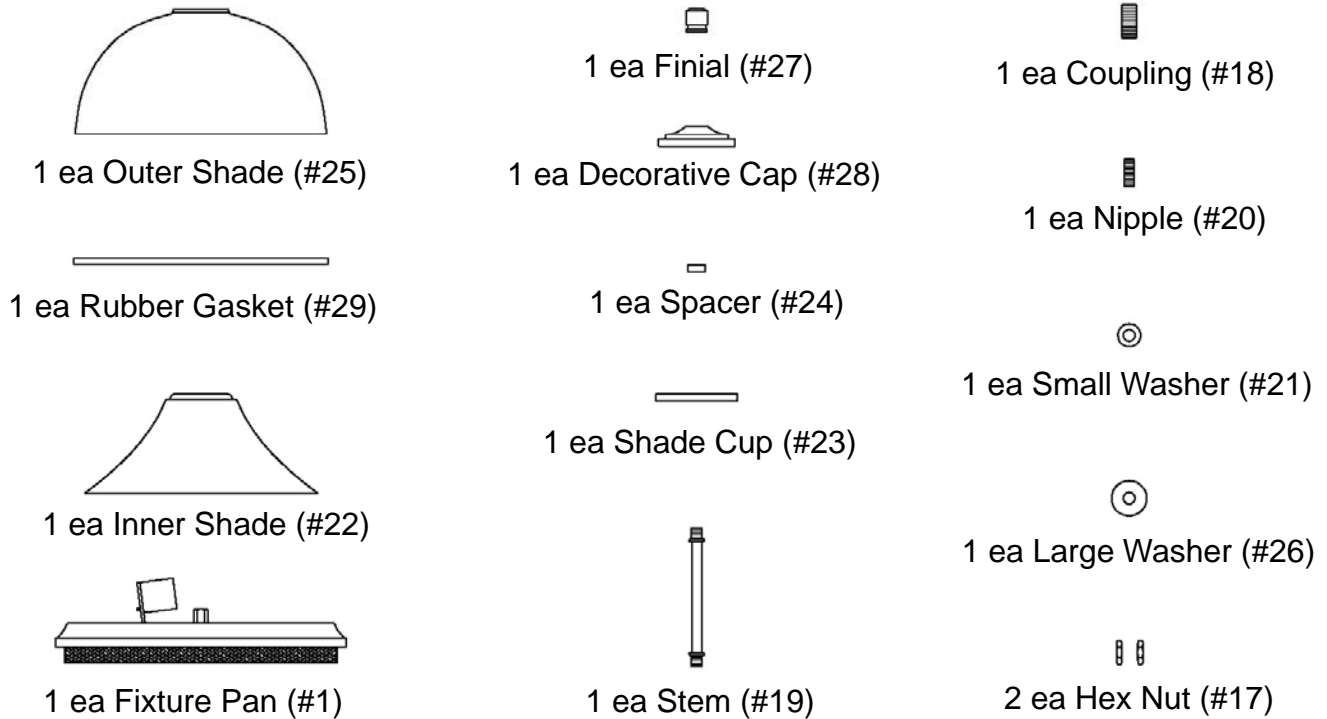 1 ea Outer Shade (#25)
1 ea Rubber Gasket (#29)
1 ea Inner Shade (#22)
1 ea Fixture Pan (#1)
1 ea Finial (#27)
1 ea Decorative Cap (#28)
1 ea Spacer (#24)
1 ea Shade Cup (#23)
1 ea Stem (#19)
1 ea Coupling (#18)
1 ea Nipple (#20)
1 ea Small Washer (#21)
1 ea Large Washer (#26)
2 ea Hex Nut (#17)